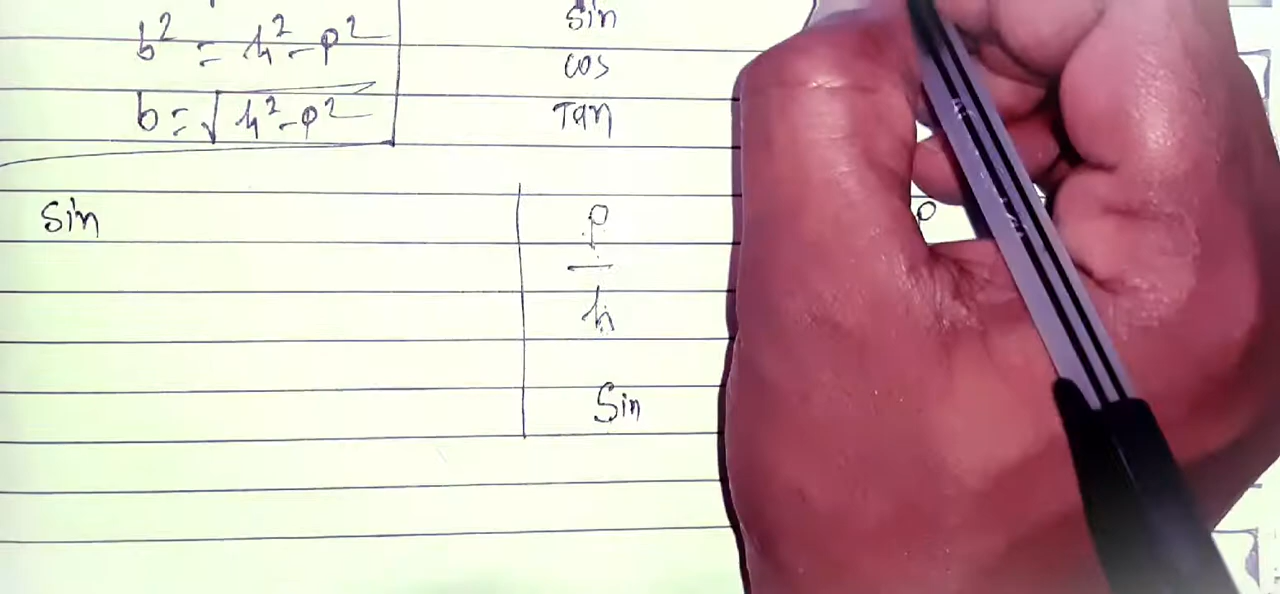 b² = h² - p²
b = √h² - p²
Sin
cos
Tan
Sin
P
—
h
Sin
P